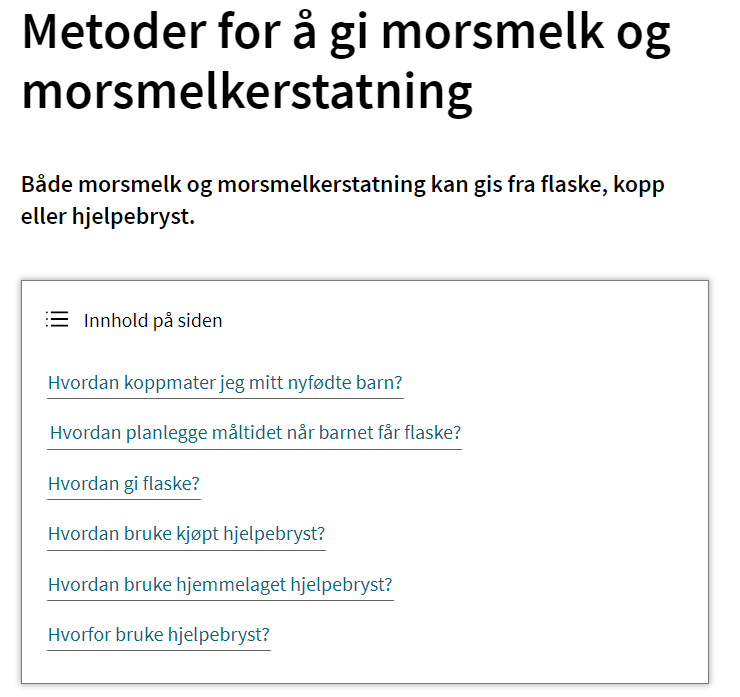 Metoder for å gi morsmelk og
morsmelkerstatning
Både morsmelk og morsmelkerstatning kan gis fra flaske, kopp
eller hjelpebryst.
Innhold på siden
Hvordan koppmater jeg mitt nyfødte barn?
Hvordan planlegge måltidet når barnet får flaske?
Hvordan gi flaske?
Hvordan bruke kjøpt hjelpebryst?
Hvordan bruke hjemmelaget hjelpebryst?
Hvorfor bruke hjelpebryst?